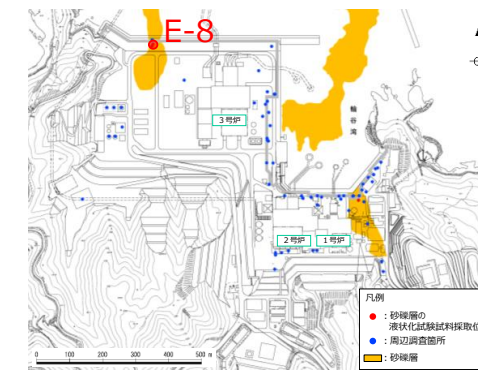 E-8
3号炉
輪谷湾
2号炉 1号炉
凡例
：砂礫層の
液状化試験試料採取位
：周辺調査箇所
：砂礫層
0 100 200 300 400 500 m